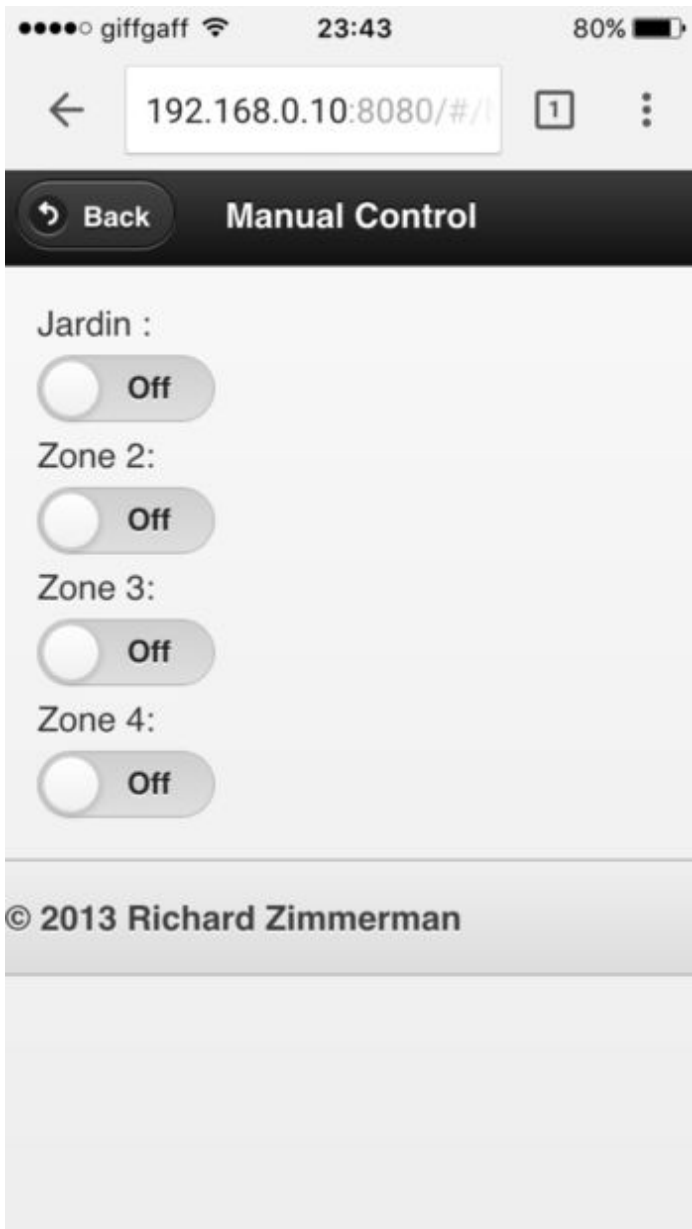 giffgaff 23:43 80%
192.168.0.10:8080/#/
1
Back Manual Control
Jardin :
Off
Zone 2:
Off
Zone 3:
Off
Zone 4:
Off
© 2013 Richard Zimmerman